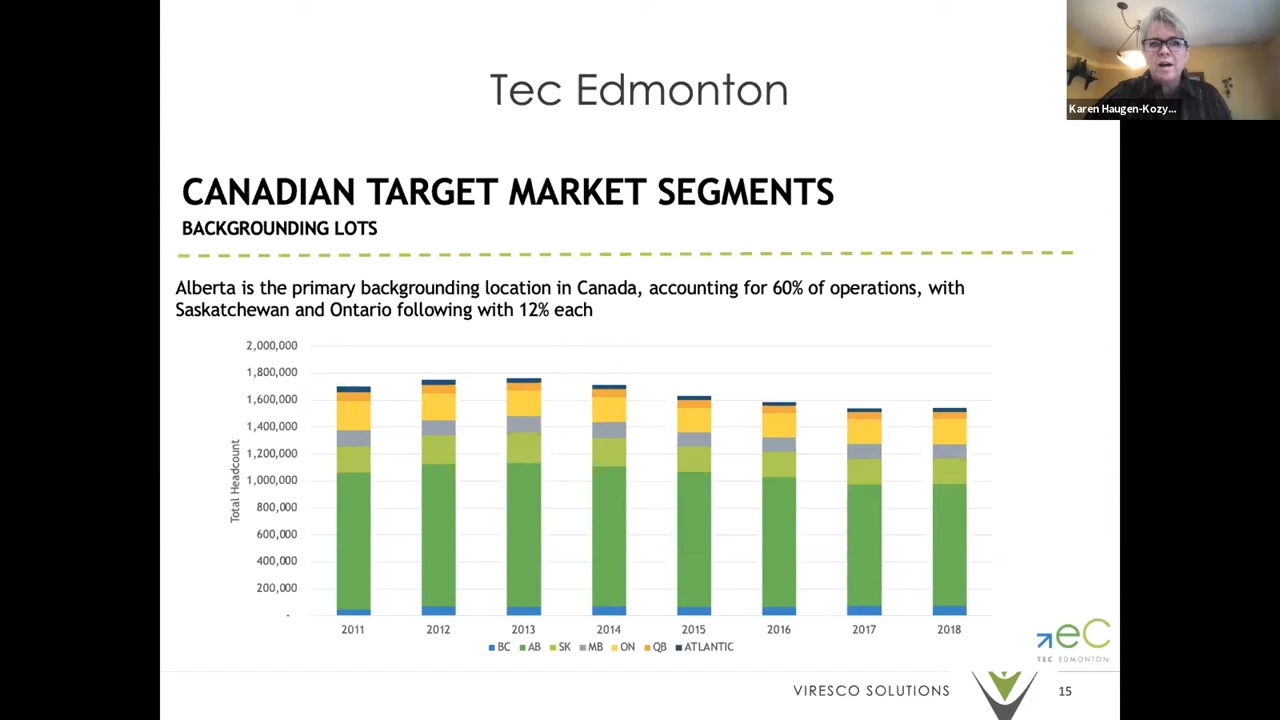 Tec Edmonton
Karen Haugen-Kozy...
CANADIAN TARGET MARKET SEGMENTS
BACKGROUNDING LOTS
Alberta is the primary backgrounding location in Canada, accounting for 60% of operations, with
Saskatchewan and Ontario following with 12% each
Total Headcount
2,000,000
1,800,000
1,600,000
1,400,000
1,200,000
1,000,000
800,000
600,000
400,000
200,000
-
2011 2012 2013 2014 2015 2016 2017 2018
BC AB SK MB ON QB ATLANTIC
eC
TEC EDMONTON
VIRESCO SOLUTIONS
15